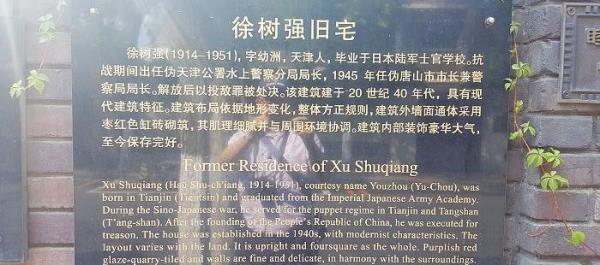 徐树强旧宅
徐树强(1914-1951)，字幼洲，天津人，毕业于日本陆军士官学校。抗
战期间出任伪天津公署水上警察分局局长，1945 年任伪唐山市市长兼警
察局局长。解放后以投敌罪被处决。该建筑建于 20 世纪 40 年代，具有现
代建筑特征。建筑布局依据地形变化，整体方正规则，建筑外墙面通体采用
枣红色缸砖砌筑，其肌理细腻并与周围环境协调。建筑内部装饰豪华大气，
至今保存完好。
Former Residence of Xu Shuqiang
Xu Shuqiang (Hsü Shu-ch'iang, 1914-1951), courtesy name Youzhou (Yu-Chou), was
born in Tianjin (Tientsin) and graduated from the Imperial Japanese Army Academy.
During the Sino-Japanese war, he served for the puppet regime in Tianjin and Tangshan
(T'ang-shan). After the founding of the People's Republic of China, he was executed for
treason. The house was established in the 1940s, with modernist characteristics. The
layout varies with the land. It is upright and foursquare as the whole. Purplish red
glaze-quarry-tiled and walls are fine and delicate, in harmony with the surroundings.